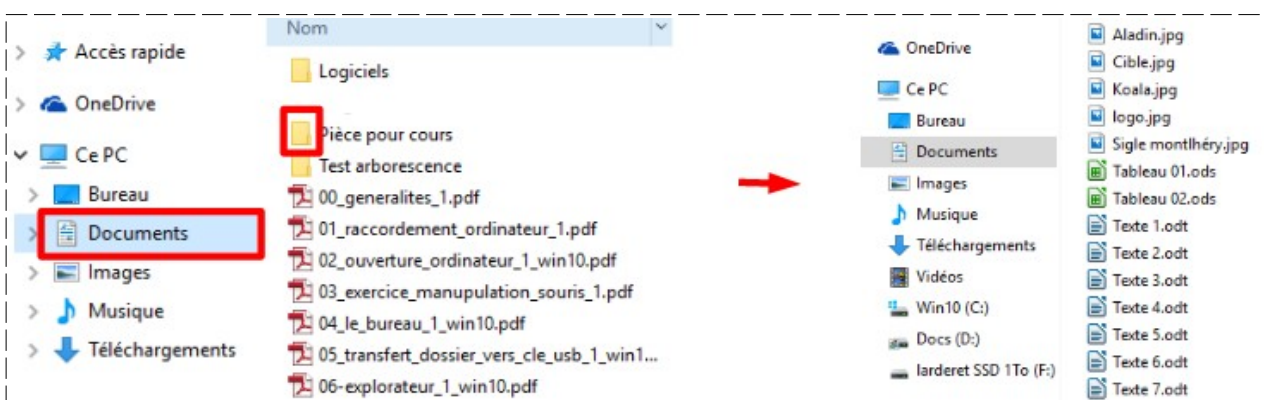 Accès rapide
OneDrive
Ce PC
Bureau
Documents
Images
Musique
Téléchargements
Nom
Logiciels
Pièce pour cours
Test arborescence
00_generalites_1.pdf
01_raccordement_ordinateur_1.pdf
02_ouverture_ordinateur_1_win10.pdf
03_exercice_manupulation_souris_1.pdf
04_le_bureau_1_win10.pdf
05_transfert_dossier_vers_cle_usb_1_win1...
06-explorateur_1_win10.pdf
OneDrive
Ce PC
Bureau
Documents
Images
Musique
Téléchargements
Vidéos
Win10 (C:)
Docs (D:)
larderet SSD 1To (F:)
Aladin.jpg
Cible.jpg
Koala.jpg
logo.jpg
Sigle montlhéry.jpg
Tableau 01.ods
Tableau 02.ods
Texte 1.odt
Texte 2.odt
Texte 3.odt
Texte 4.odt
Texte 5.odt
Texte 6.odt
Texte 7.odt